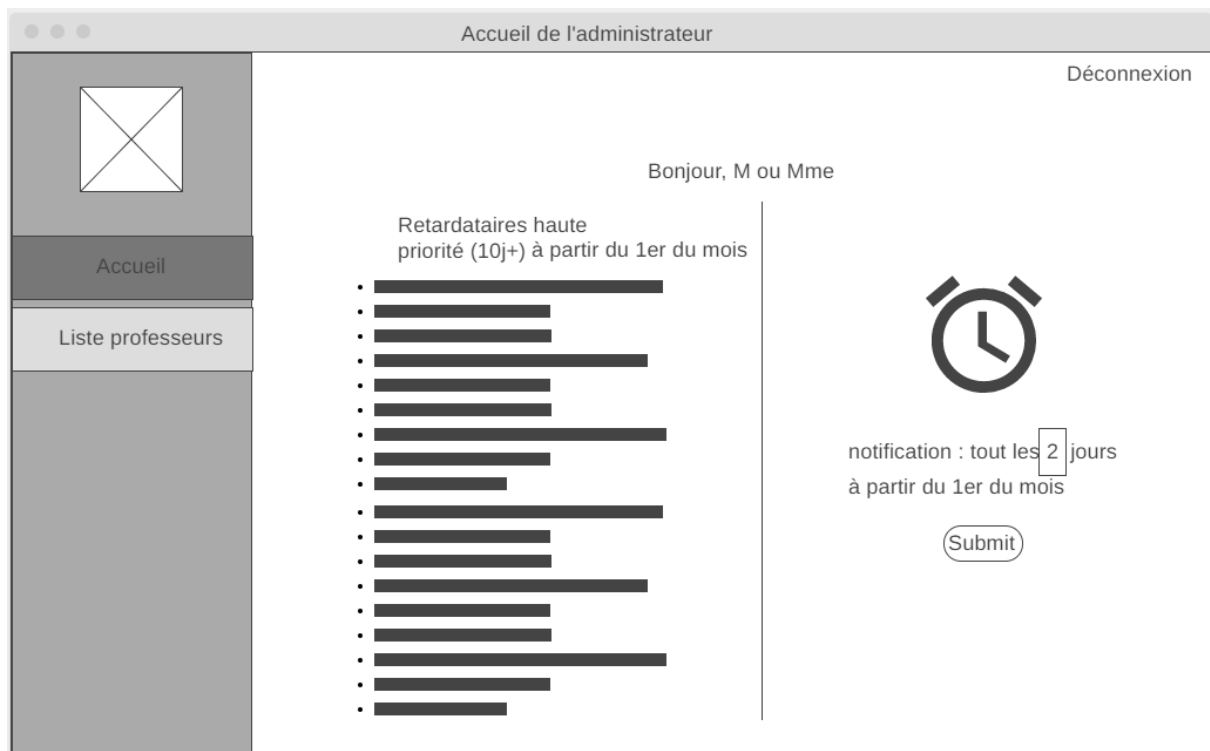 Accueil de l'administrateur
Déconnexion
Accueil
Liste professeurs
Bonjour, M ou Mme
Retardataires haute
priorité (10j+) à partir du 1er du mois
notification : tout les 2 jours
à partir du 1er du mois
Submit